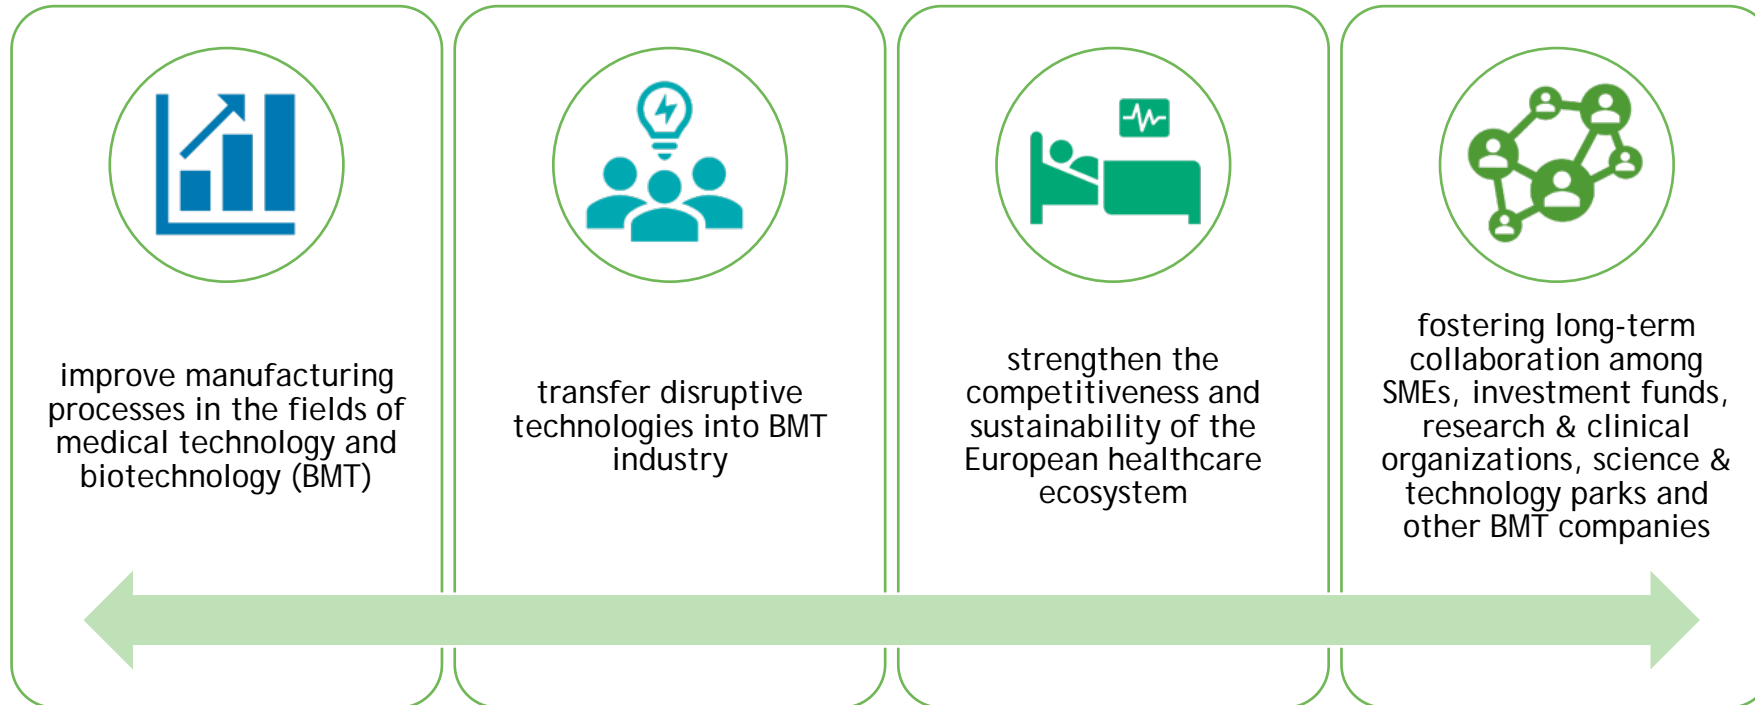 improve manufacturing
processes in the fields of
medical technology and
biotechnology (BMT)
transfer disruptive
technologies into BMT
industry
strengthen the
competitiveness and
sustainability of the
European healthcare
ecosystem
fostering long-term
collaboration among
SMEs, investment funds,
research & clinical
organizations, science &
technology parks and
other BMT companies